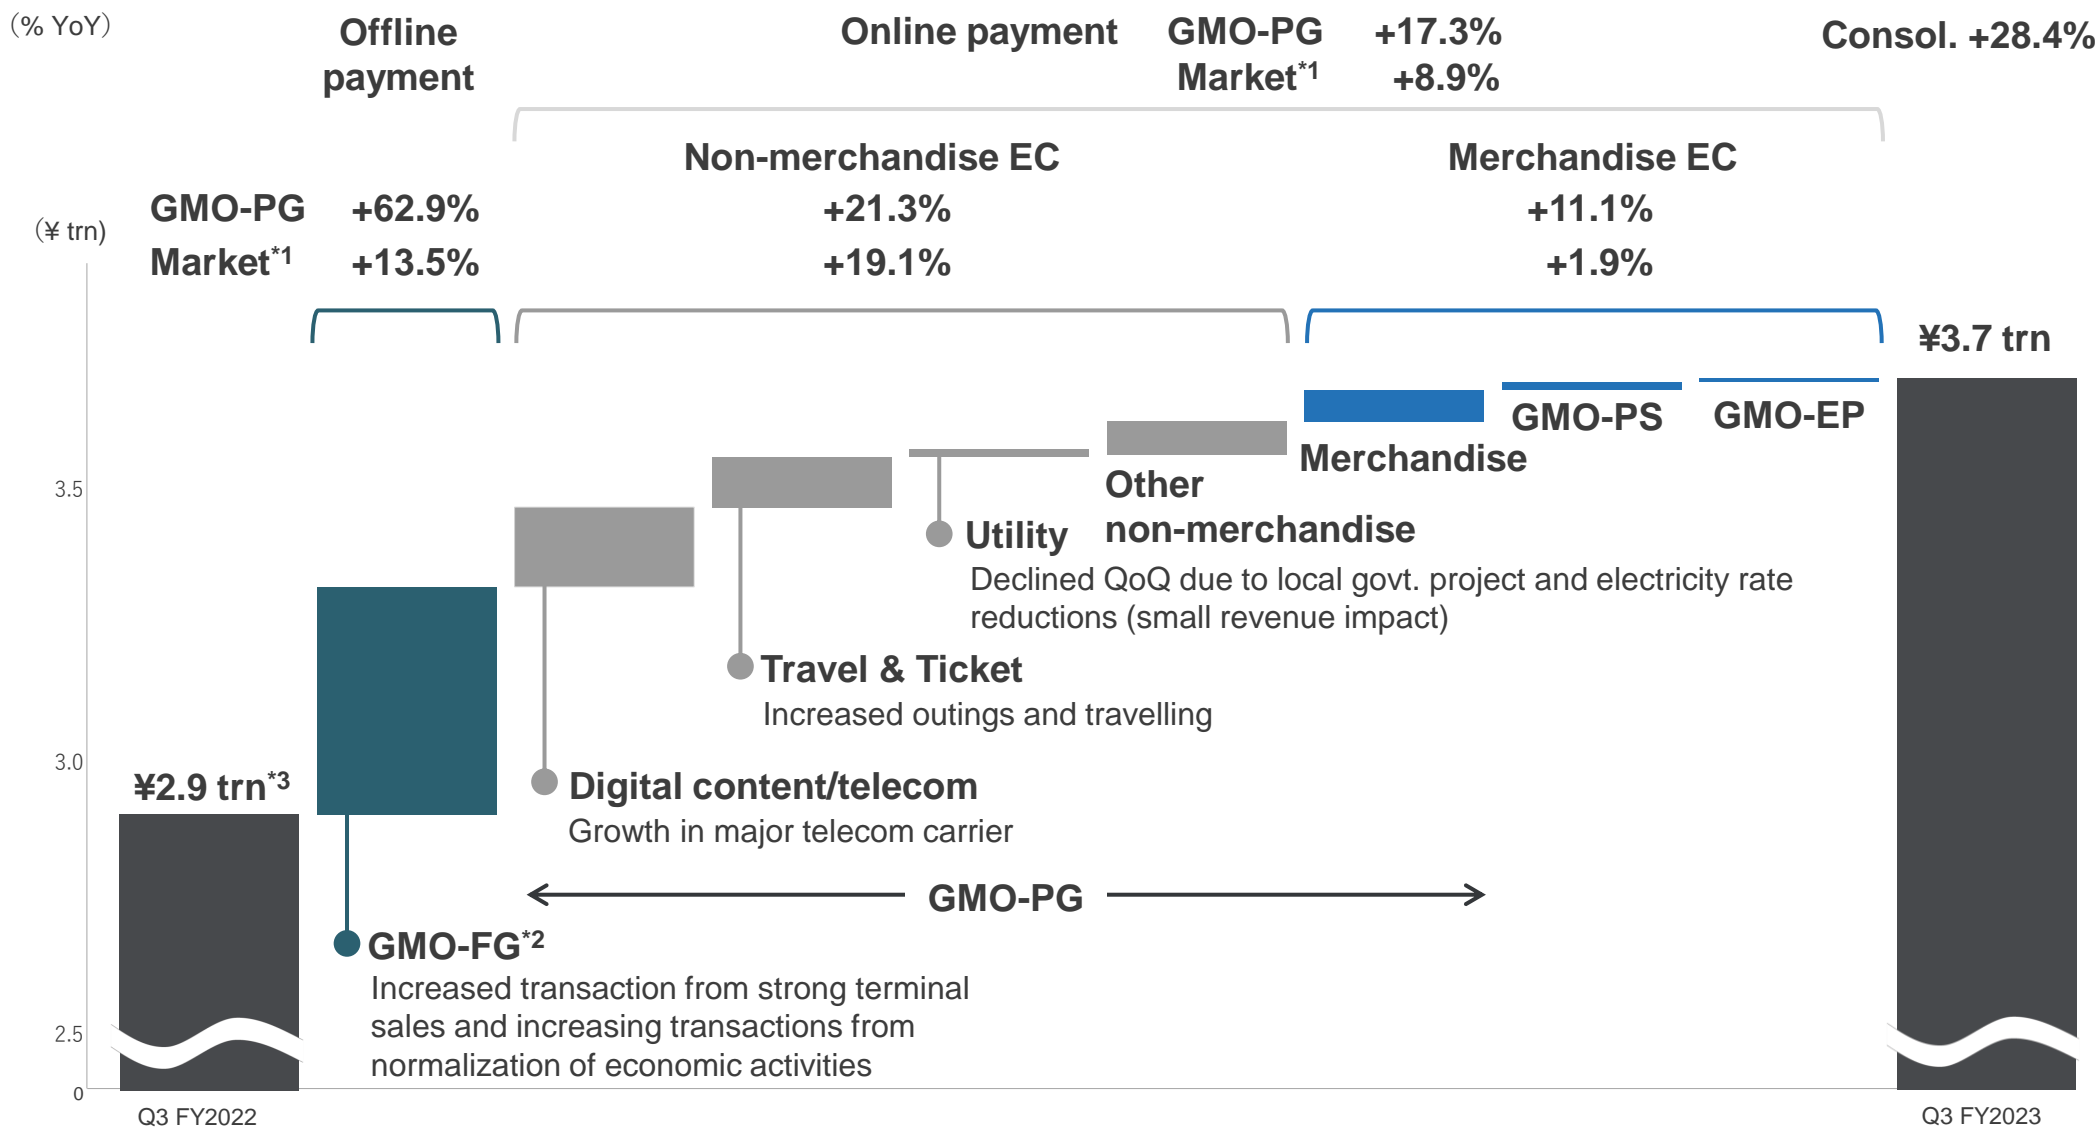 （% YoY）
Offline
payment
Online payment GMO-PG +17.3%
Market*1 +8.9%
Consol. +28.4%
Non-merchandise EC
Merchandise EC
GMO-PG +62.9% +21.3% +11.1%
（¥ trn)
Market*1 +13.5% +19.1% +1.9%
¥3.7 trn
GMO-PS
GMO-EP
Merchandise
3.5
Other
non-merchandise
Utility
Declined QoQ due to local govt. project and electricity rate
reductions (small revenue impact)
Travel & Ticket
Increased outings and travelling
3.0
¥2.9 trn*3
Digital content/telecom
Growth in major telecom carrier
GMO-PG
GMO-FG*2
Increased transaction from strong terminal
sales and increasing transactions from
normalization of economic activities
2.5
0
Q3 FY2022
Q3 FY2023